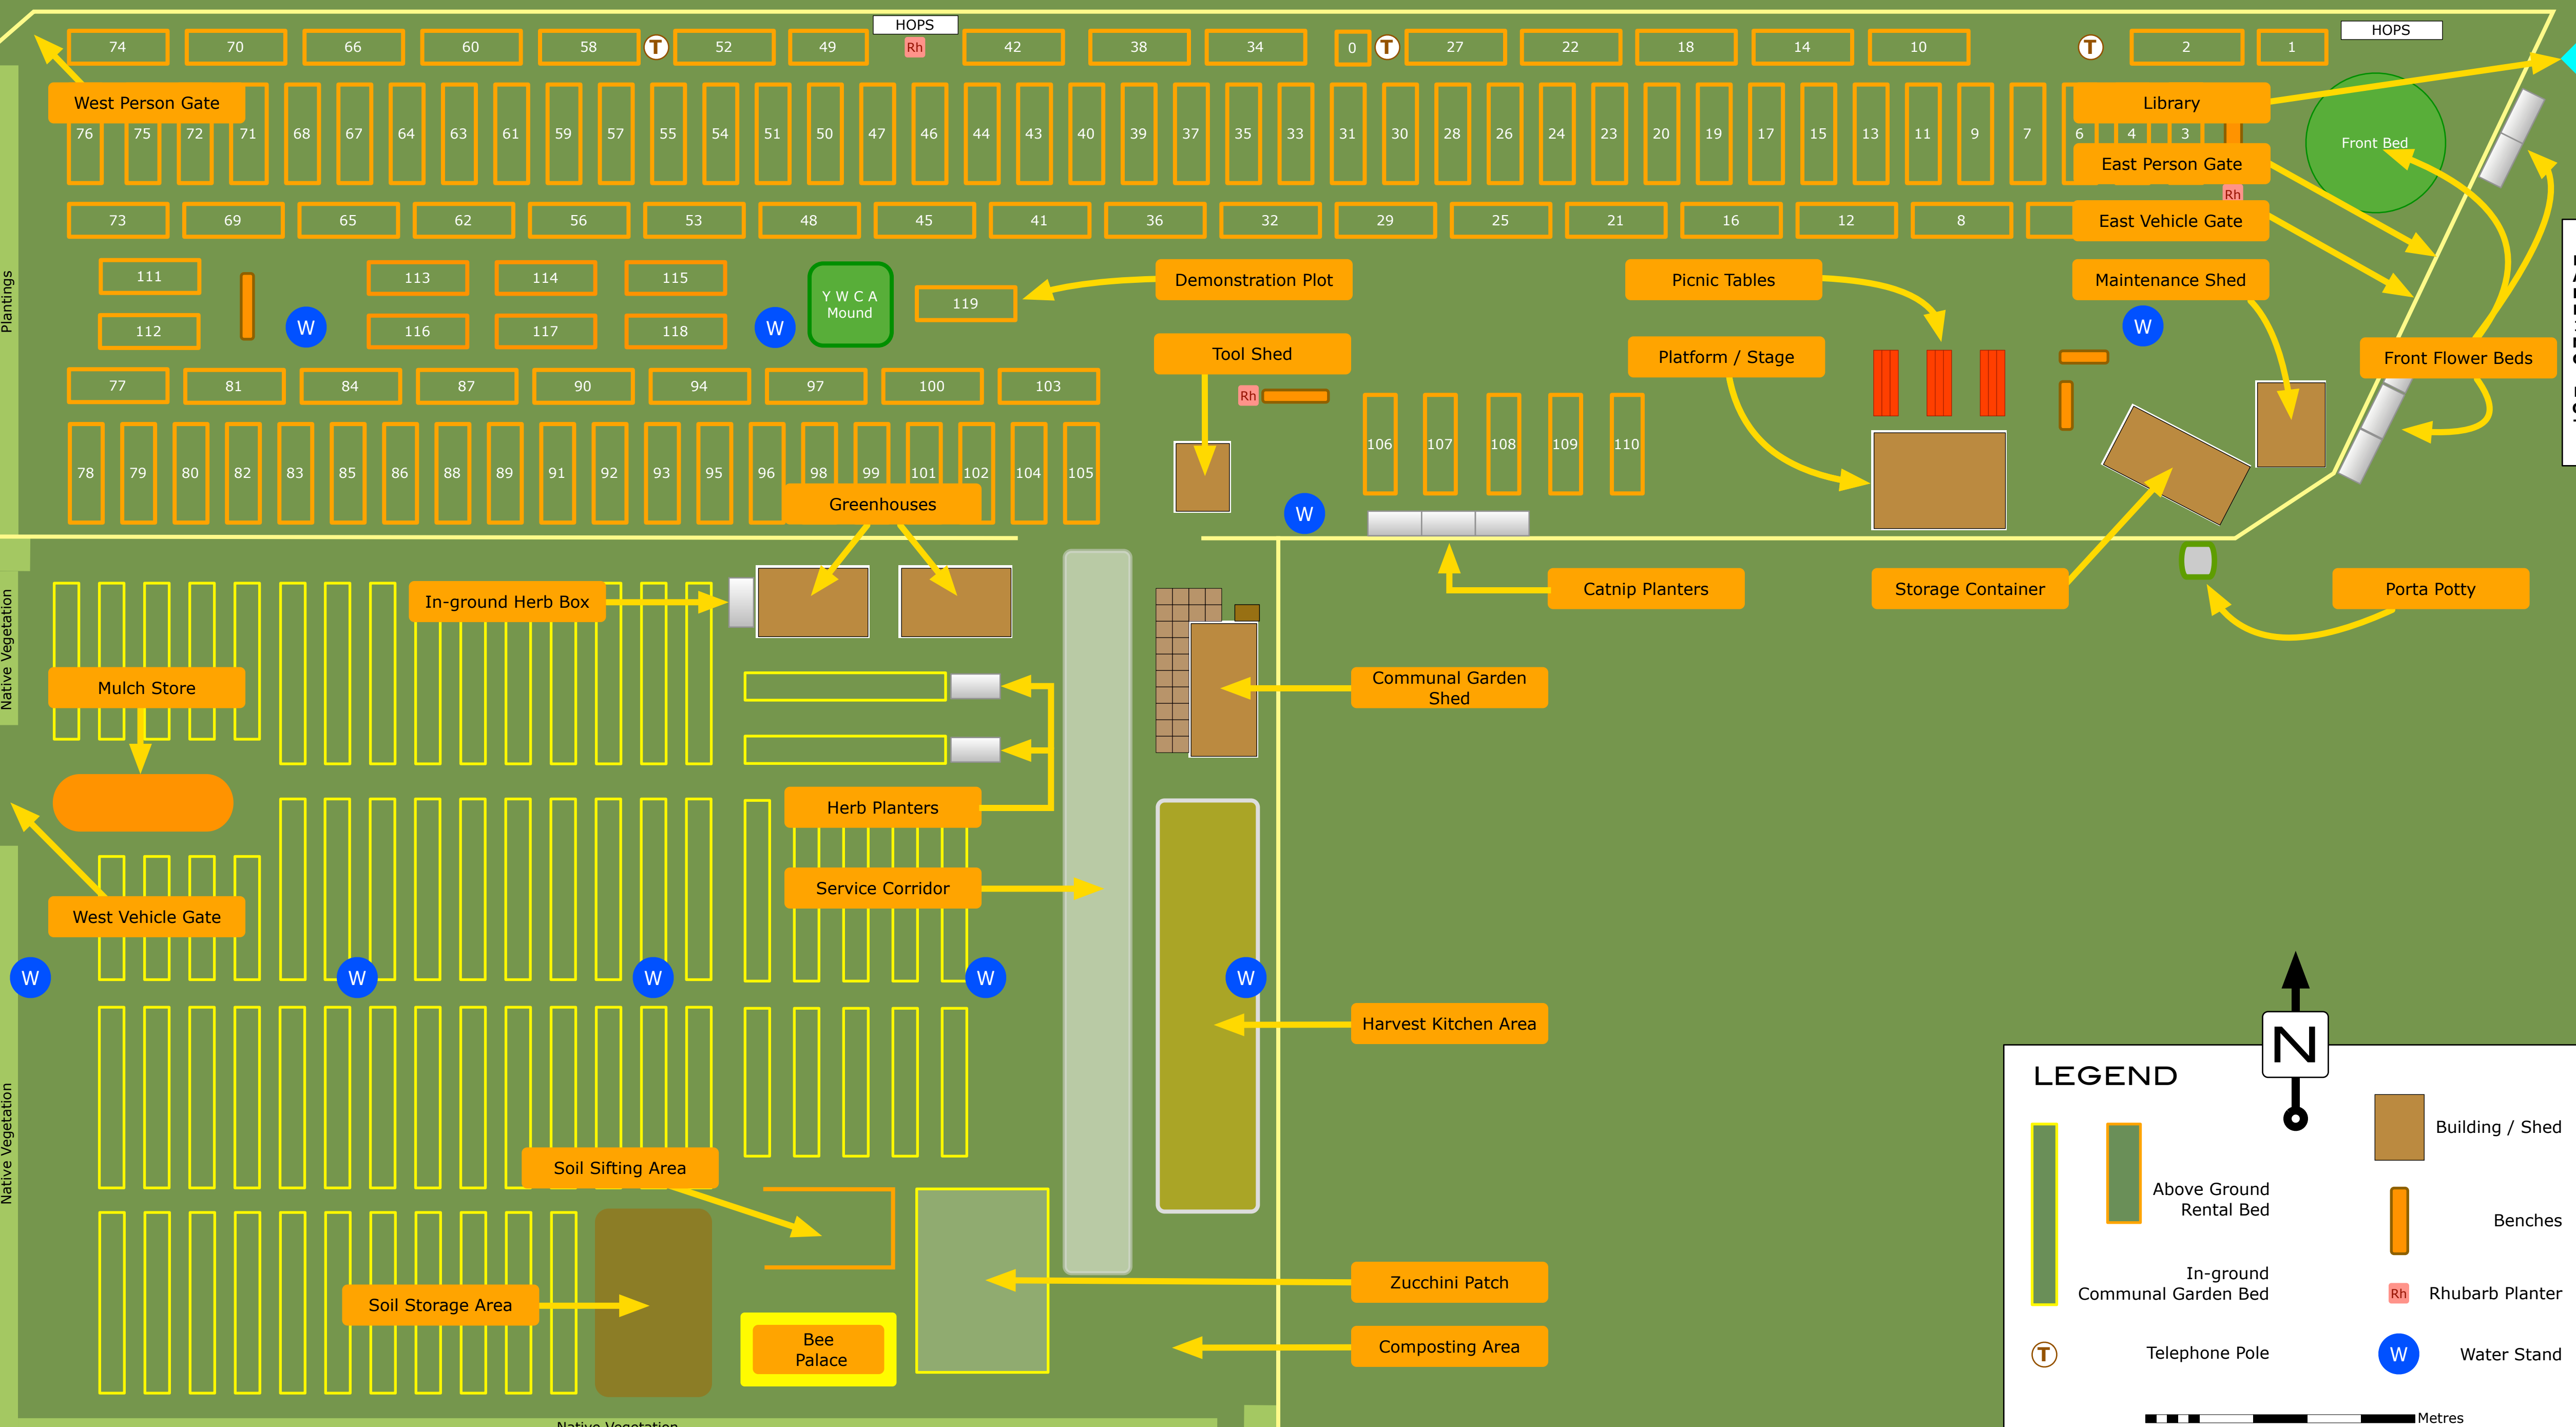 HOPS
HOPS
74 70 66 60 58 T 52 49 Rh 42 38 34 0 T 27 22 18 14 10 T 2 1
West Person Gate
Library
76 75 72 71 68 67 64 63 61 59 57 55 54 51 50 47 46 44 43 40 39 37 35 33 31 30 28 26 24 23 20 19 17 15 13 11 9 7 6 4 3
Front Bed
East Person Gate
Rh
73 69 65 62 56 53 48 45 41 36 32 29 25 21 16 12 8
East Vehicle Gate
111 113 114 115
Y W C A
Mound
119
Demonstration Plot
Picnic Tables
Maintenance Shed
Plantings
112
W
116 117 118
W
W
Tool Shed
Platform / Stage
Front Flower Beds
77 81 84 87 90 94 97 100 103
Rh
106 107 108 109 110
78 79 80 82 83 85 86 88 89 91 92 93 95 96 98 99 101 102 104 105
Greenhouses
W
In-ground Herb Box
Catnip Planters
Storage Container
Porta Potty
Native Vegetation
Mulch Store
Communal Garden
Shed
Herb Planters
Service Corridor
West Vehicle Gate
W
W
W
W
W
Harvest Kitchen Area
Native Vegetation
Soil Sifting Area
Soil Storage Area
Zucchini Patch
Bee
Palace
Composting Area
N
LEGEND
Building / Shed
Above Ground
Rental Bed
Benches
In-ground
Communal Garden Bed
Rh
Rhubarb Planter
T
Telephone Pole
W
Water Stand
Metres